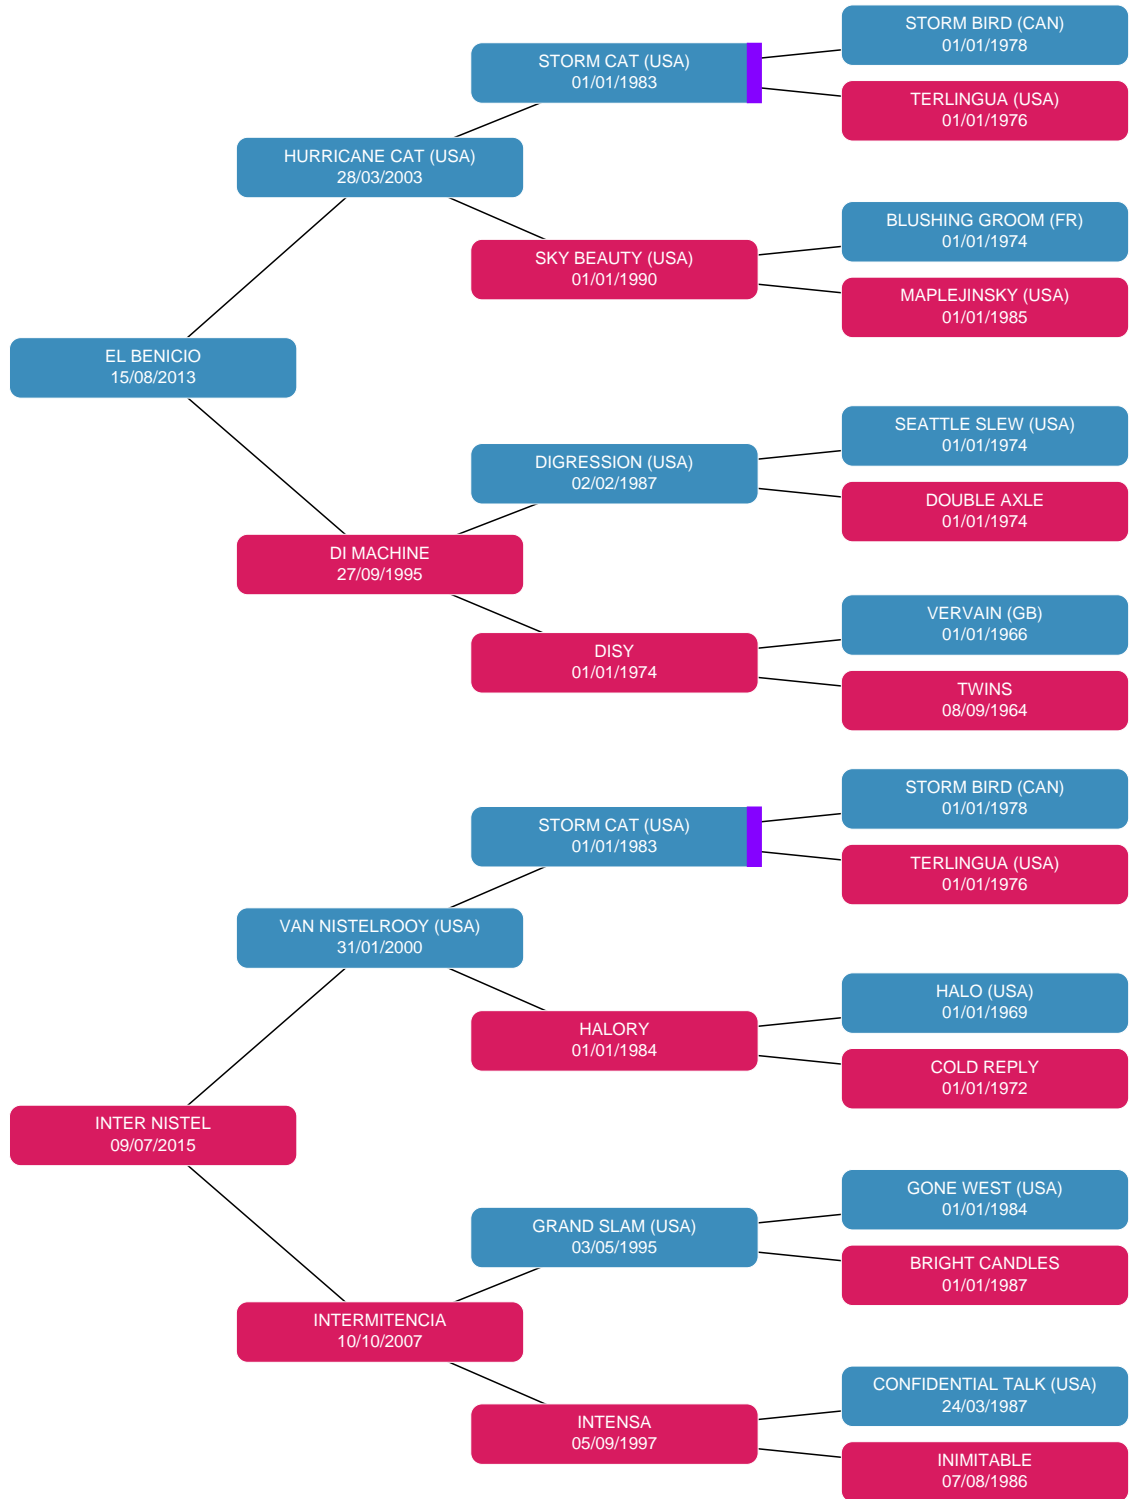 STORM BIRD (CAN)
01/01/1978
STORM CAT (USA)
01/01/1983
TERLINGUA (USA)
01/01/1976
HURRICANE CAT (USA)
28/03/2003
BLUSHING GROOM (FR)
01/01/1974
SKY BEAUTY (USA)
01/01/1990
MAPLEJINSKY (USA)
01/01/1985
EL BENICIO
15/08/2013
SEATTLE SLEW (USA)
01/01/1974
DIGRESSION (USA)
02/02/1987
DOUBLE AXLE
01/01/1974
DI MACHINE
27/09/1995
VERVAIN (GB)
01/01/1966
DISY
01/01/1974
TWINS
08/09/1964
STORM BIRD (CAN)
01/01/1978
STORM CAT (USA)
01/01/1983
TERLINGUA (USA)
01/01/1976
VAN NISTELROOY (USA)
31/01/2000
HALO (USA)
01/01/1969
HALORY
01/01/1984
COLD REPLY
01/01/1972
INTER NISTEL
09/07/2015
GONE WEST (USA)
01/01/1984
GRAND SLAM (USA)
03/05/1995
BRIGHT CANDLES
01/01/1987
INTERMITENCIA
10/10/2007
CONFIDENTIAL TALK (USA)
24/03/1987
INTENSA
05/09/1997
INIMITABLE
07/08/1986